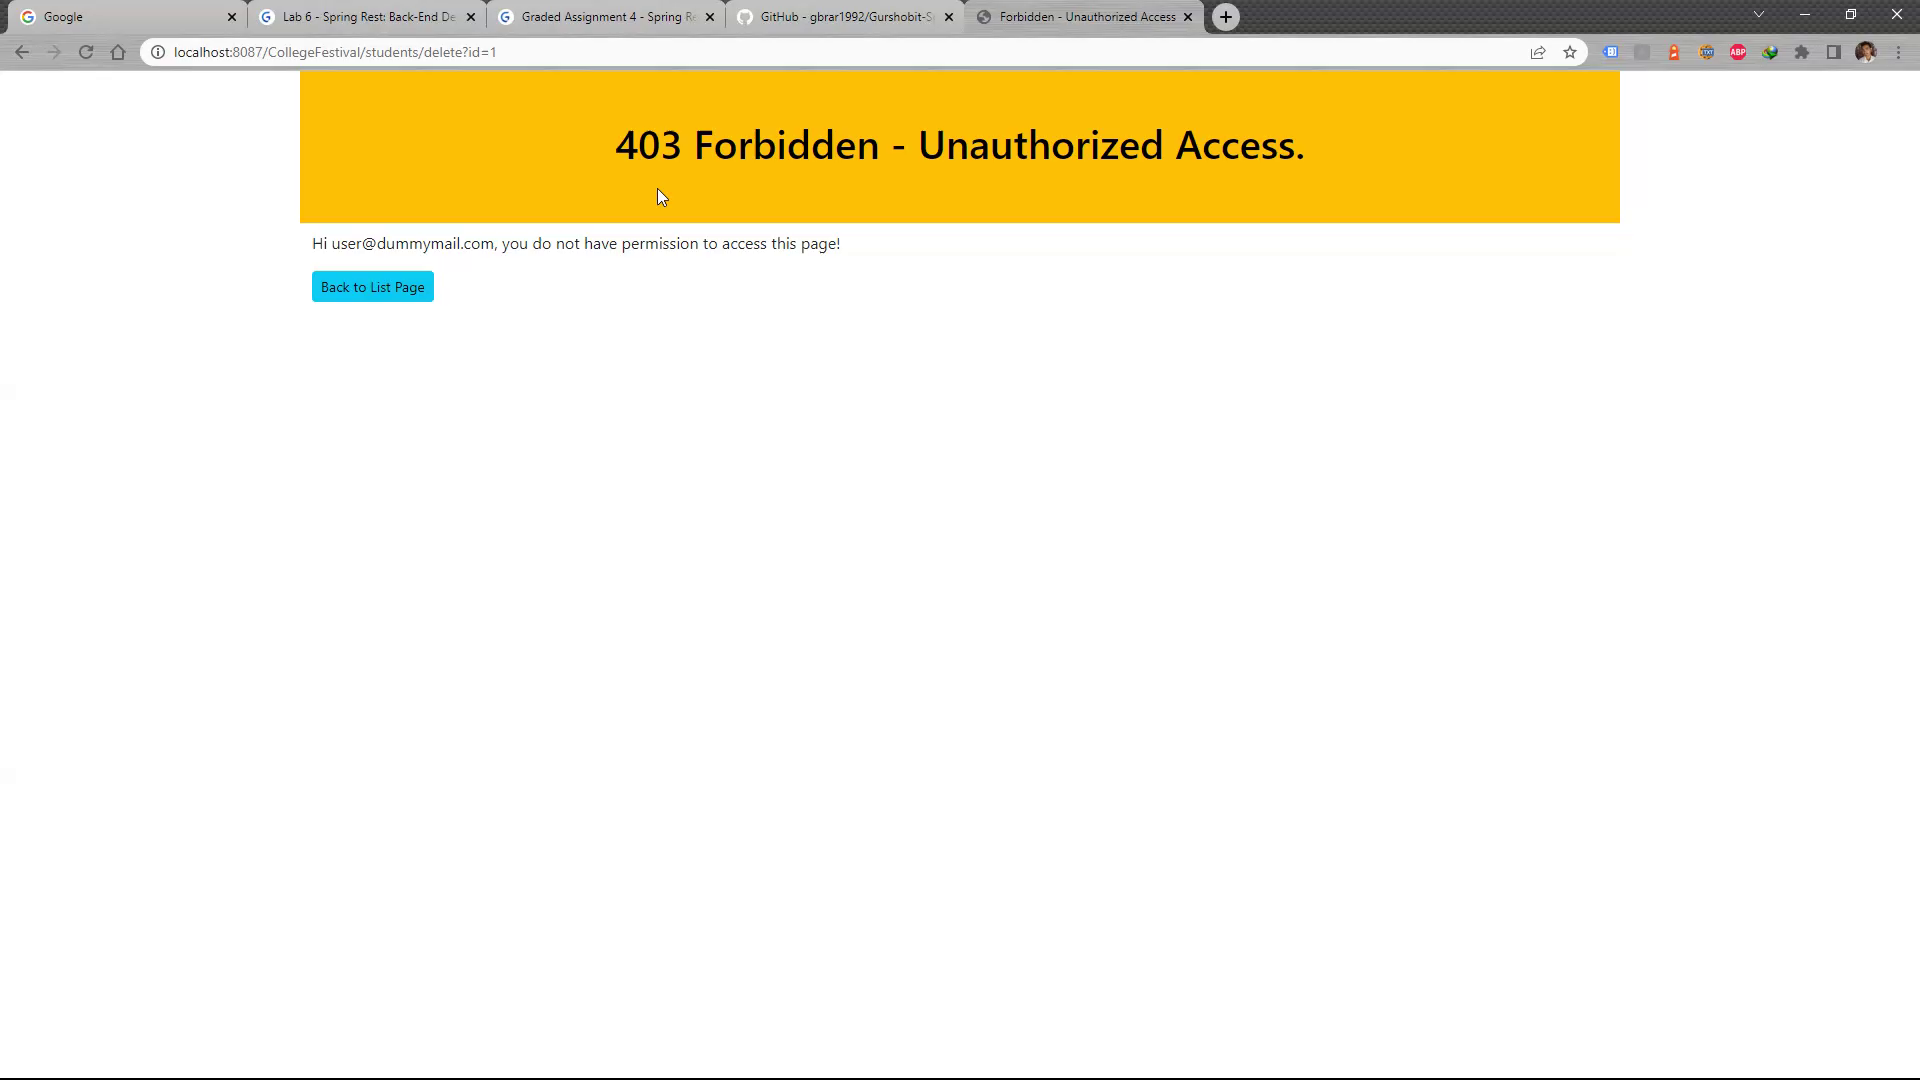 Google
Lab 6 - Spring Rest: Back-End De
Graded Assignment 4 - Spring Re
GitHub - gbrar1992/Gurshobit-S
Forbidden - Unauthorized Access
localhost:8087/CollegeFestival/students/delete?id=1
ABP
403 Forbidden - Unauthorized Access.
Hi user@dummymail.com, you do not have permission to access this page!
Back to List Page